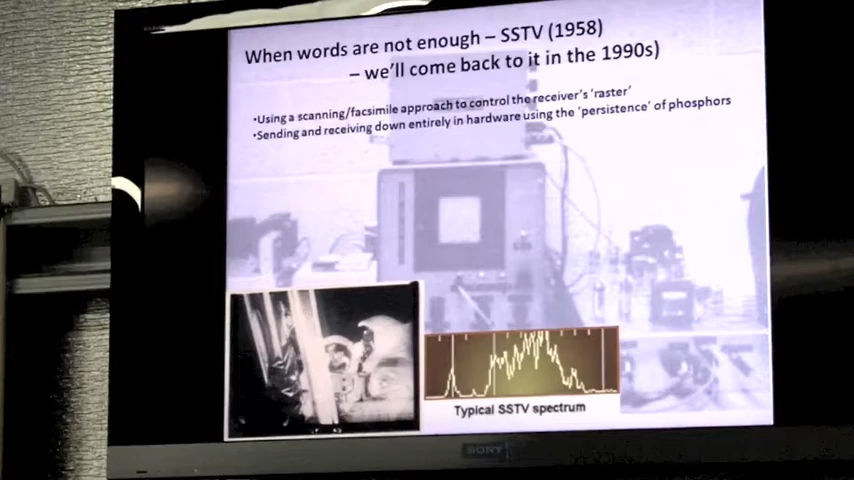 When words are not enough – SSTV (1958)
– we'll come back to it in the 1990s)
•Using a scanning/facsimile approach to control the receiver's 'raster'
•Sending and receiving down entirely in hardware using the 'persistence' of phosphors
Typical SSTV spectrum
SONY